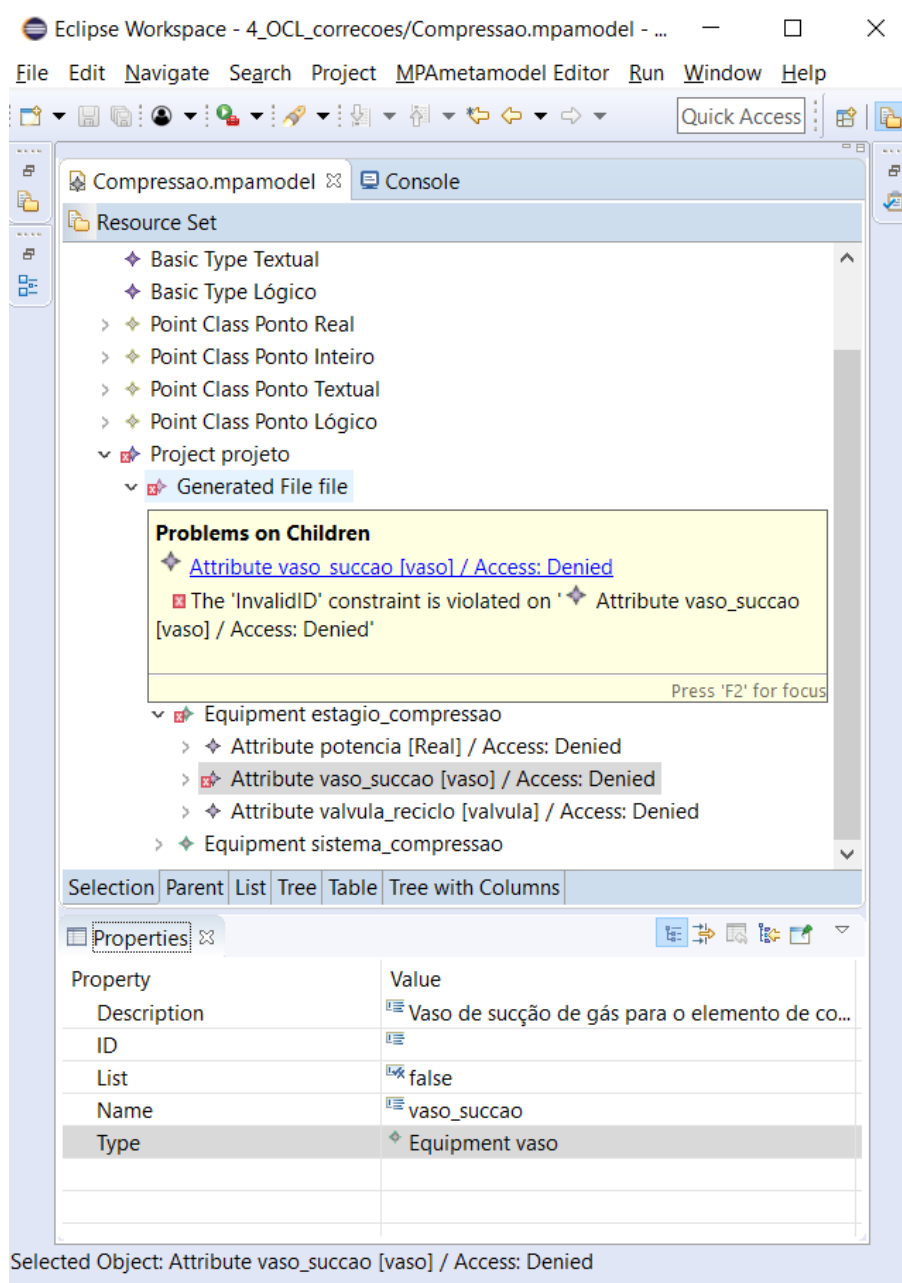 Eclipse Workspace - 4_OCL_correcoes/Compressao.mpamodel - ...
File Edit Navigate Search Project MPAmetamodel Editor Run Window Help
Quick Access
Compressao.mpamodel Console
Resource Set
Basic Type Textual
Basic Type Lógico
Point Class Ponto Real
Point Class Ponto Inteiro
Point Class Ponto Textual
Point Class Ponto Lógico
Project projeto
Generated File file
Problems on Children
Attribute vaso_succao [vaso] / Access: Denied
The 'InvalidID' constraint is violated on ' Attribute vaso_succao
[vaso] / Access: Denied'
Press 'F2' for focus
Equipment estagio_compressao
Attribute potencia [Real] / Access: Denied
Attribute vaso_succao [vaso] / Access: Denied
Attribute valvula_reciclo [valvula] / Access: Denied
Equipment sistema_compressao
Selection Parent List Tree Table Tree with Columns
Properties
Property Value
Description Vaso de sucção de gás para o elemento de co...
ID
List false
Name vaso_succao
Type Equipment vaso
Selected Object: Attribute vaso_succao [vaso] / Access: Denied